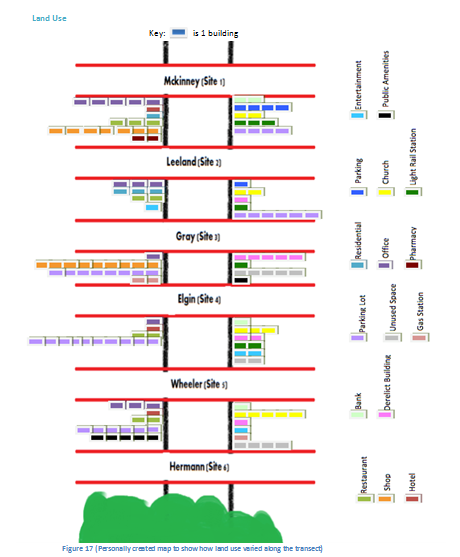 Land Use
Key: is 1 building
Mckinney (Site 1)
Leeland (Site 2)
Gray (Site 3)
Elgin (Site 4)
Wheeler (Site 5)
Hermann (Site 6)
Entertainment
Public Amenities
Parking
Church
Light Rail Station
Residential
Office
Pharmacy
Parking Lot
Unused Space
Gas Station
Bank
Derelict Building
Restaurant
Shop
Hotel
Figure 17 (Personally created map to show how land use varied along the transect)